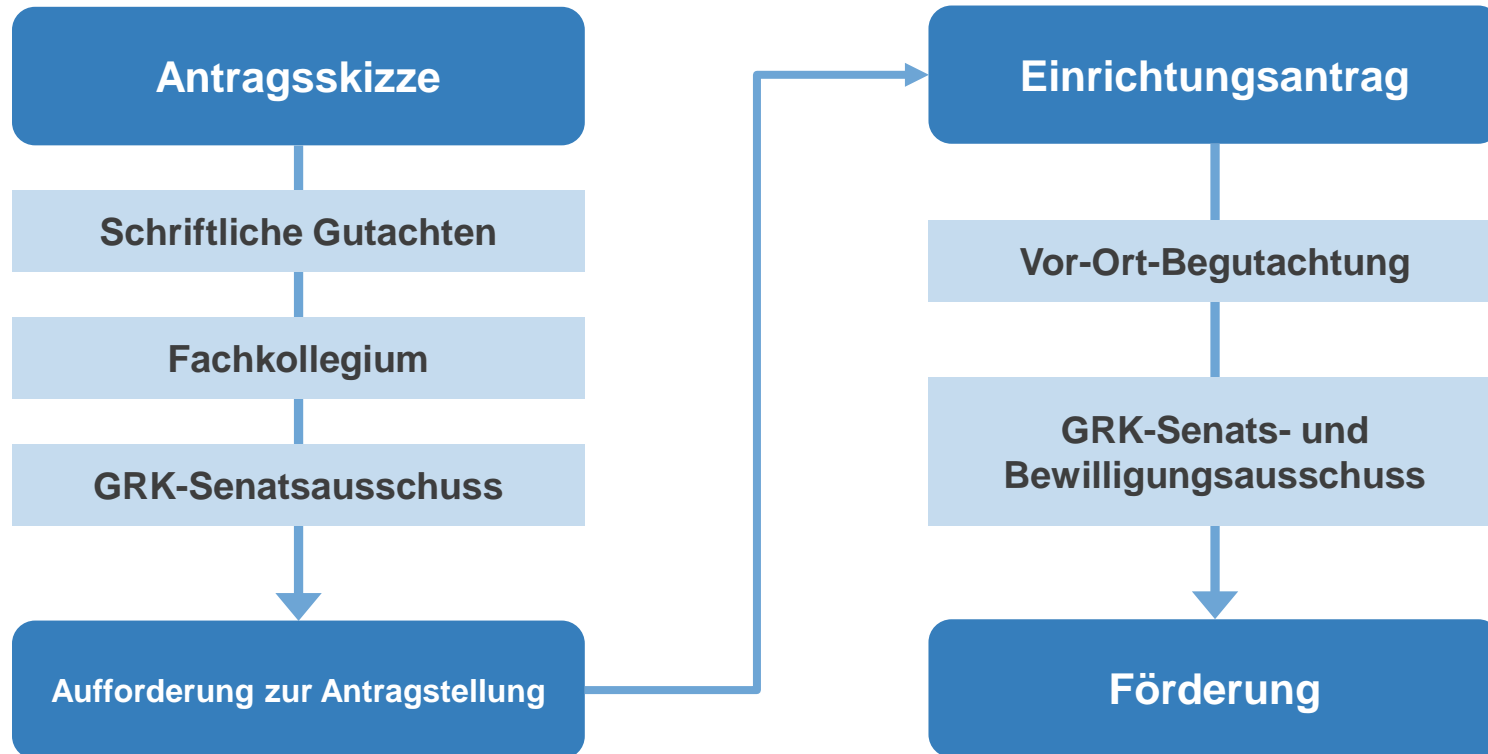 Antragsskizze
Schriftliche Gutachten
Fachkollegium
GRK-Senatsausschuss
Aufforderung zur Antragstellung
Einrichtungsantrag
Vor-Ort-Begutachtung
GRK-Senats- und
Bewilligungsausschuss
Förderung